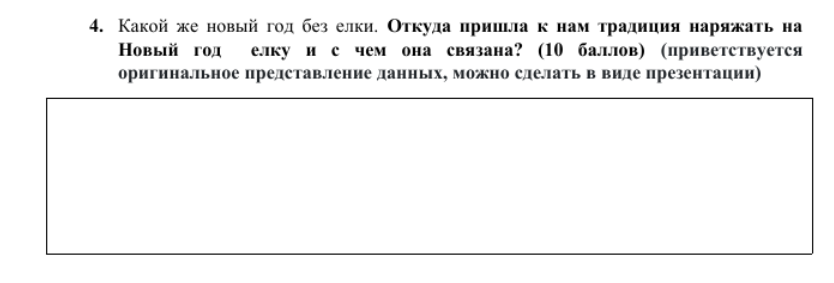 4. Какой же новый год без елки. Откуда пришла к нам традиция наряжать на
Новый год елку и с чем она связана? (10 баллов) (приветствуется
оригинальное представление данных, можно сделать в виде презентации)